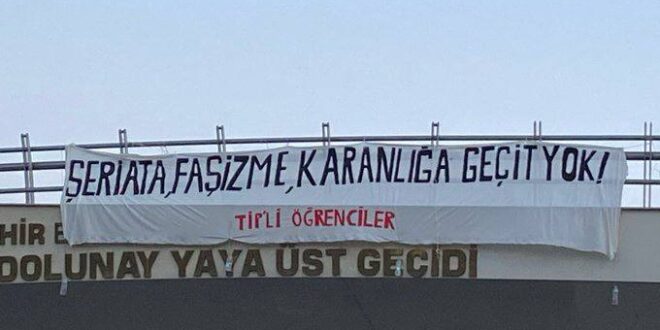 ŞERİATA, FAŞİZME, KARANLIĞA GEÇİT YOK!
TİP'Lİ ÖĞRENCİLER
HİR
DOLUNAY YAYA ÜST GEÇİDİ